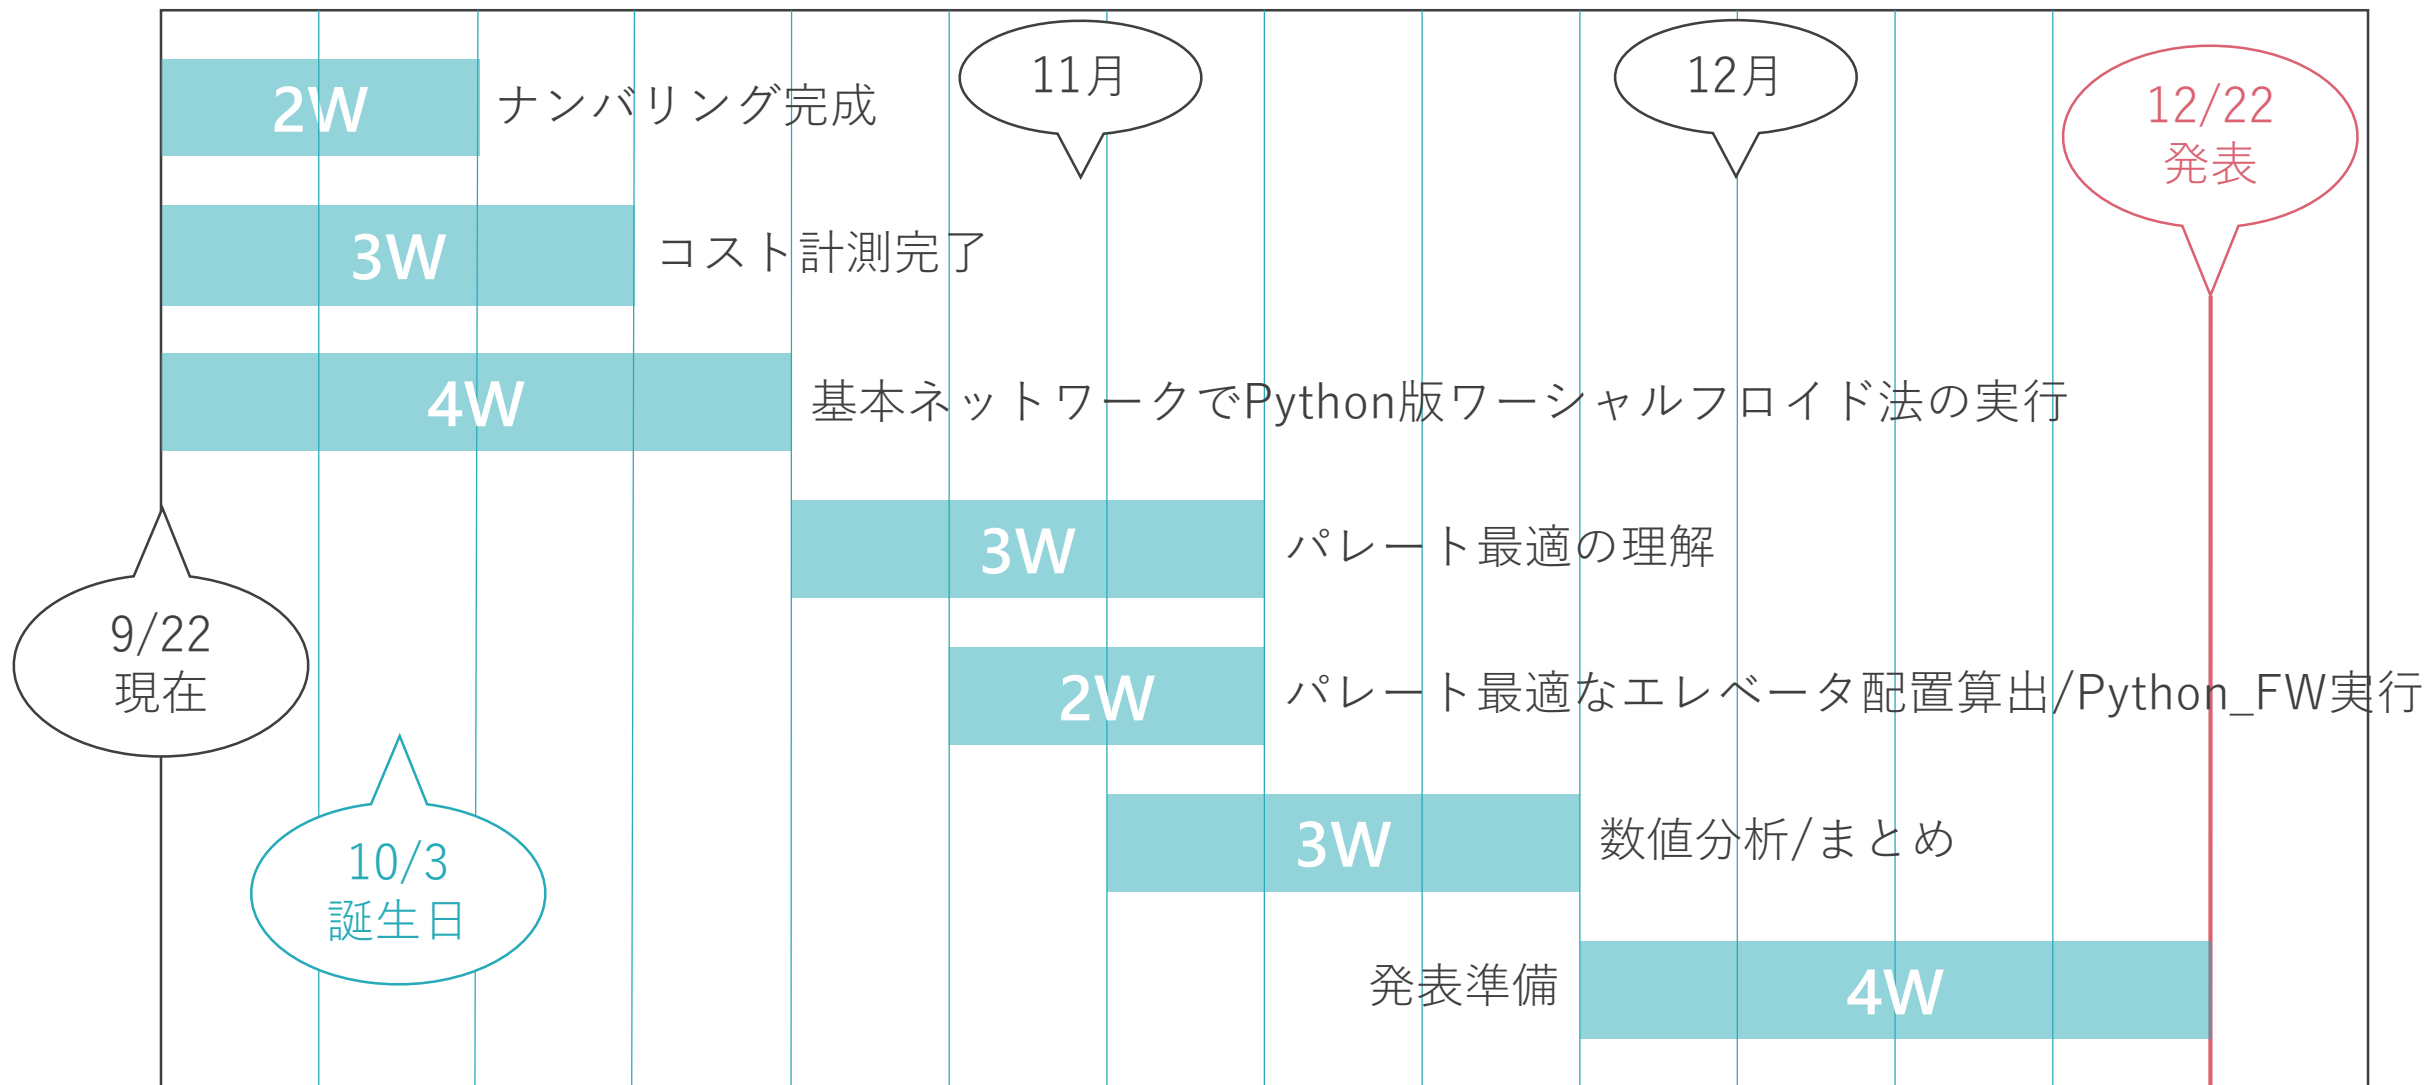 11月
12月
12/22
発表
2W
ナンバリング完成
3W
コスト計測完了
4W
基本ネットワークでPython版ワーシャルフロイド法の実行
3W
パレート最適の理解
9/22
現在
2W
パレート最適なエレベータ配置算出/Python_FW実行
10/3
誕生日
3W
数値分析/まとめ
発表準備
4W